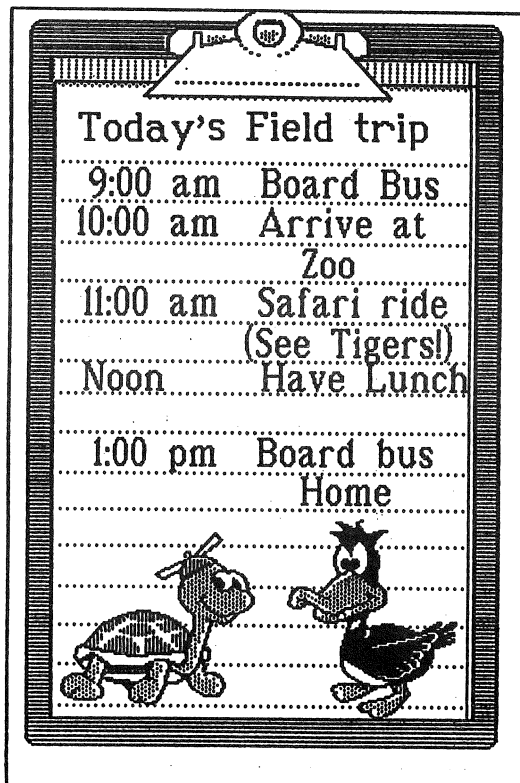 Today's Field trip
9:00 am Board Bus
10:00 am Arrive at
Zoo
11:00 am Safari ride
(See Tigers!)
Noon Have Lunch
1:00 pm Board bus
Home